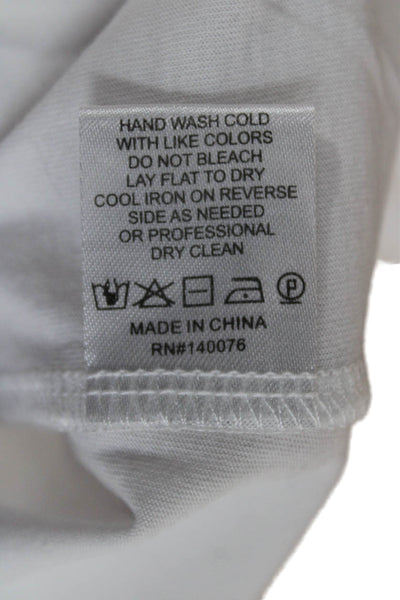 HAND WASH COLD
WITH LIKE COLORS
DO NOT BLEACH
LAY FLAT TO DRY
COOL IRON ON REVERSE
SIDE AS NEEDED
OR PROFESSIONAL
DRY CLEAN
P
MADE IN CHINA
RN#140076